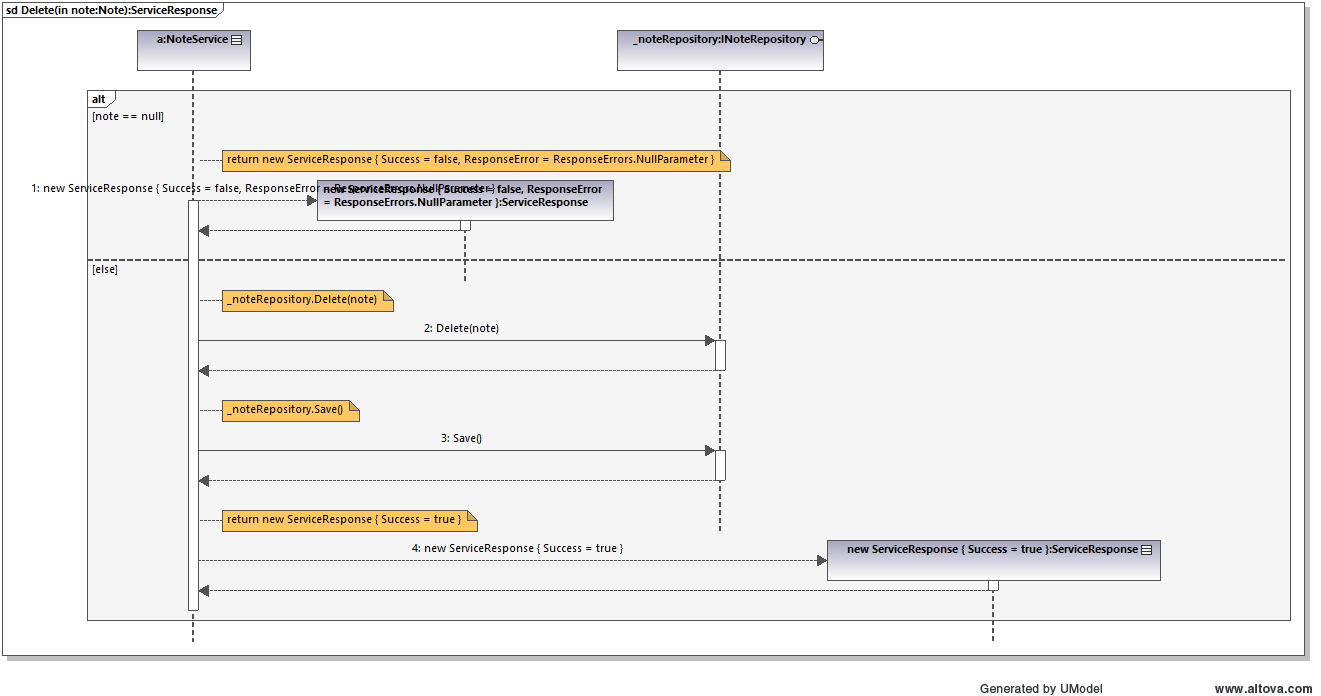 sd Delete(in note:Note):ServiceResponse
a:NoteService
_noteRepository:INoteRepository
alt
[note == null]
return new ServiceResponse { Success = false, ResponseError = ResponseErrors.NullParameter }
1: new ServiceResponse { Success = false, ResponseError = ResponseErrors.NullParameter }
new ServiceResponse { Success = false, ResponseError
= ResponseErrors.NullParameter }:ServiceResponse
[else]
_noteRepository.Delete(note)
2: Delete(note)
_noteRepository.Save()
3: Save()
return new ServiceResponse { Success = true }
4: new ServiceResponse { Success = true }
new ServiceResponse { Success = true }:ServiceResponse
Generated by UModel
www.altova.com